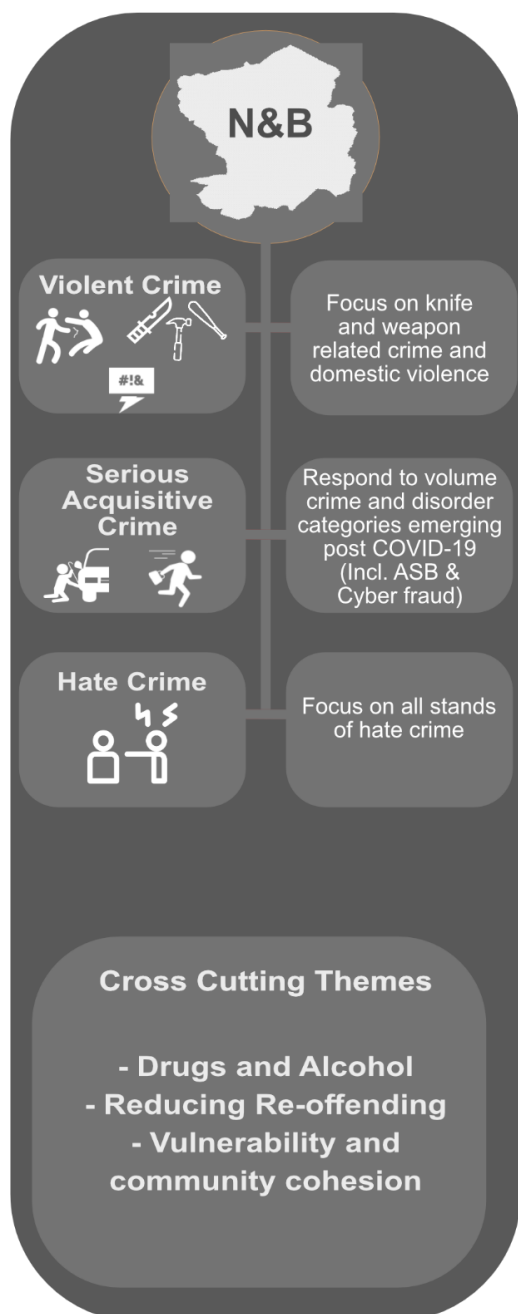 N&B
Violent Crime
#!&
Focus on knife
and weapon
related crime and
domestic violence
Serious
Acquisitive
Crime
Respond to volume
crime and disorder
categories emerging
post COVID-19
(Incl. ASB &
Cyber fraud)
Hate Crime
Focus on all stands
of hate crime
Cross Cutting Themes
- Drugs and Alcohol
- Reducing Re-offending
- Vulnerability and
community cohesion